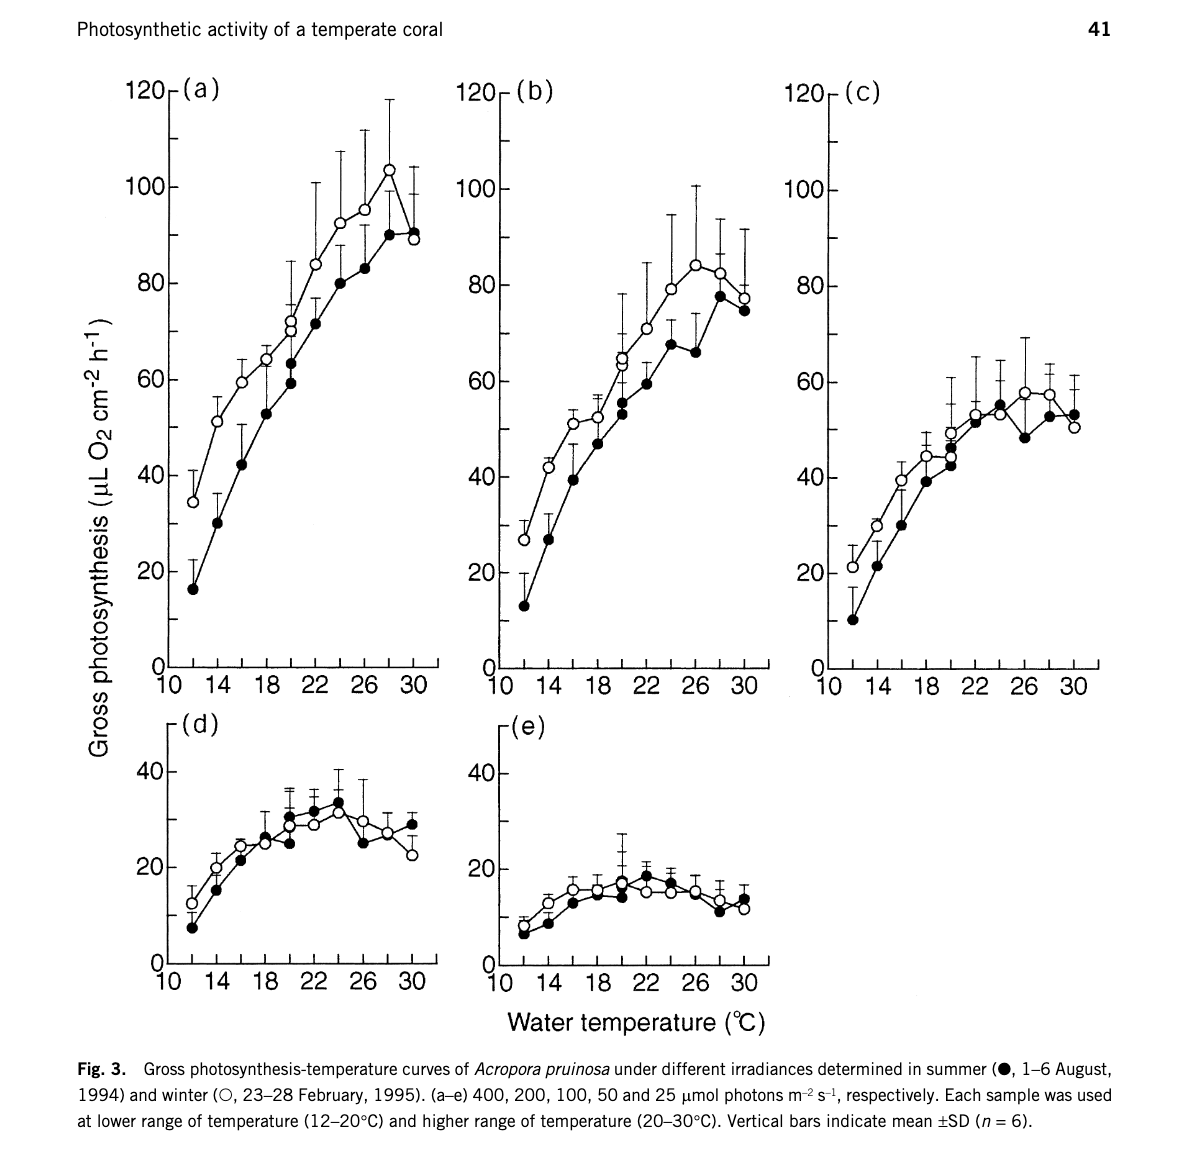 Photosynthetic activity of a temperate coral 41
120 (a)
100
80
60
40
20
0
10 14 18 22 26 30
120 (b)
100
80
60
40
20
0
10 14 18 22 26 30
120 (c)
100
80
60
40
20
0
10 14 18 22 26 30
Gross photosynthesis (μL O2 cm-2 h-1)
(d)
40
20
0
10 14 18 22 26 30
(e)
40
20
0
10 14 18 22 26 30
Water temperature (℃)
Fig. 3. Gross photosynthesis-temperature curves of Acropora pruinosa under different irradiances determined in summer (●, 1–6 August,
1994) and winter (○, 23–28 February, 1995). (a–e) 400, 200, 100, 50 and 25 μmol photons m⁻² s⁻¹, respectively. Each sample was used
at lower range of temperature (12–20°C) and higher range of temperature (20–30°C). Vertical bars indicate mean ±SD (n = 6).